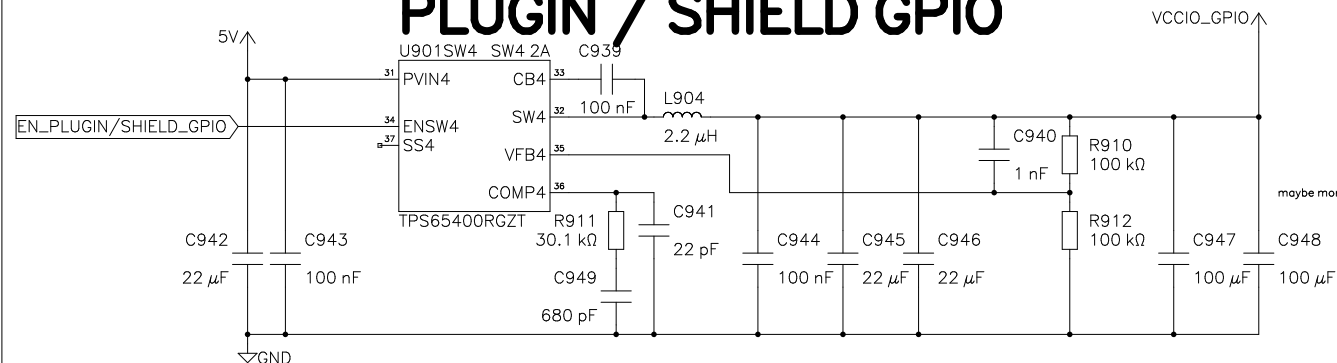 PLUGIN / SHIELD GPIO
VCCIO_GPIO
5V
U901SW4 SW4 2A
C939
100 nF
31 PVIN4
CB4 33
EN_PLUGIN/SHIELD_GPIO
34 ENSW4
SW4 32
37 SS4
VFB4 35
COMP4 36
TPS65400RGZT
L904
2.2 μH
C940
1 nF
R910
100 kΩ
maybe mor
R911
30.1 kΩ
C941
22 pF
R912
100 kΩ
C942
22 μF
C943
100 nF
C949
680 pF
C944
100 nF
C945
22 μF
C946
22 μF
C947
100 μF
C948
100 μF
GND